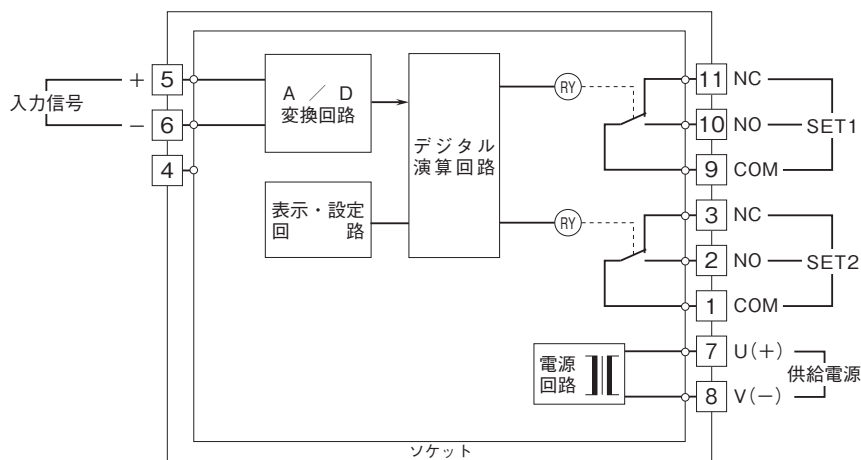 入力信号
+ 5
− 6
4
A ／ D
変換回路
表示・設定
回 路
デジタル
演算回路
RY
RY
11 NC
10 NO
9 COM
SET1
3 NC
2 NO
1 COM
SET2
電源
回路
7 U(+)
8 V(−)
供給電源
ソケット